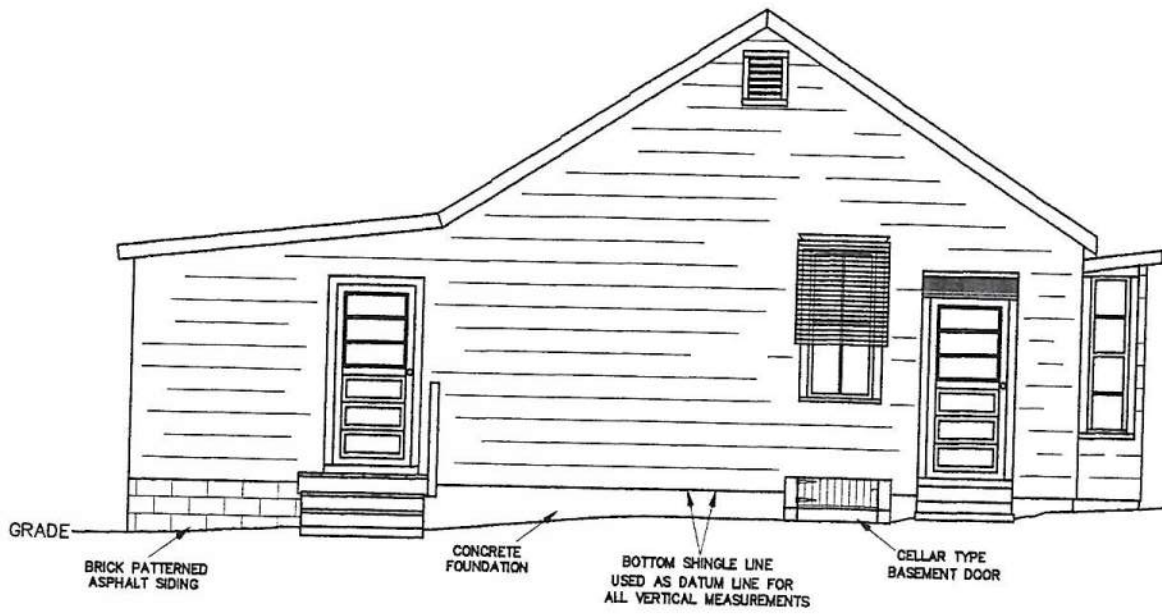 GRADE
BRICK PATTERNED
ASPHALT SIDING
CONCRETE
FOUNDATION
BOTTOM SHINGLE LINE
USED AS DATUM LINE FOR
ALL VERTICAL MEASUREMENTS
CELLAR TYPE
BASEMENT DOOR